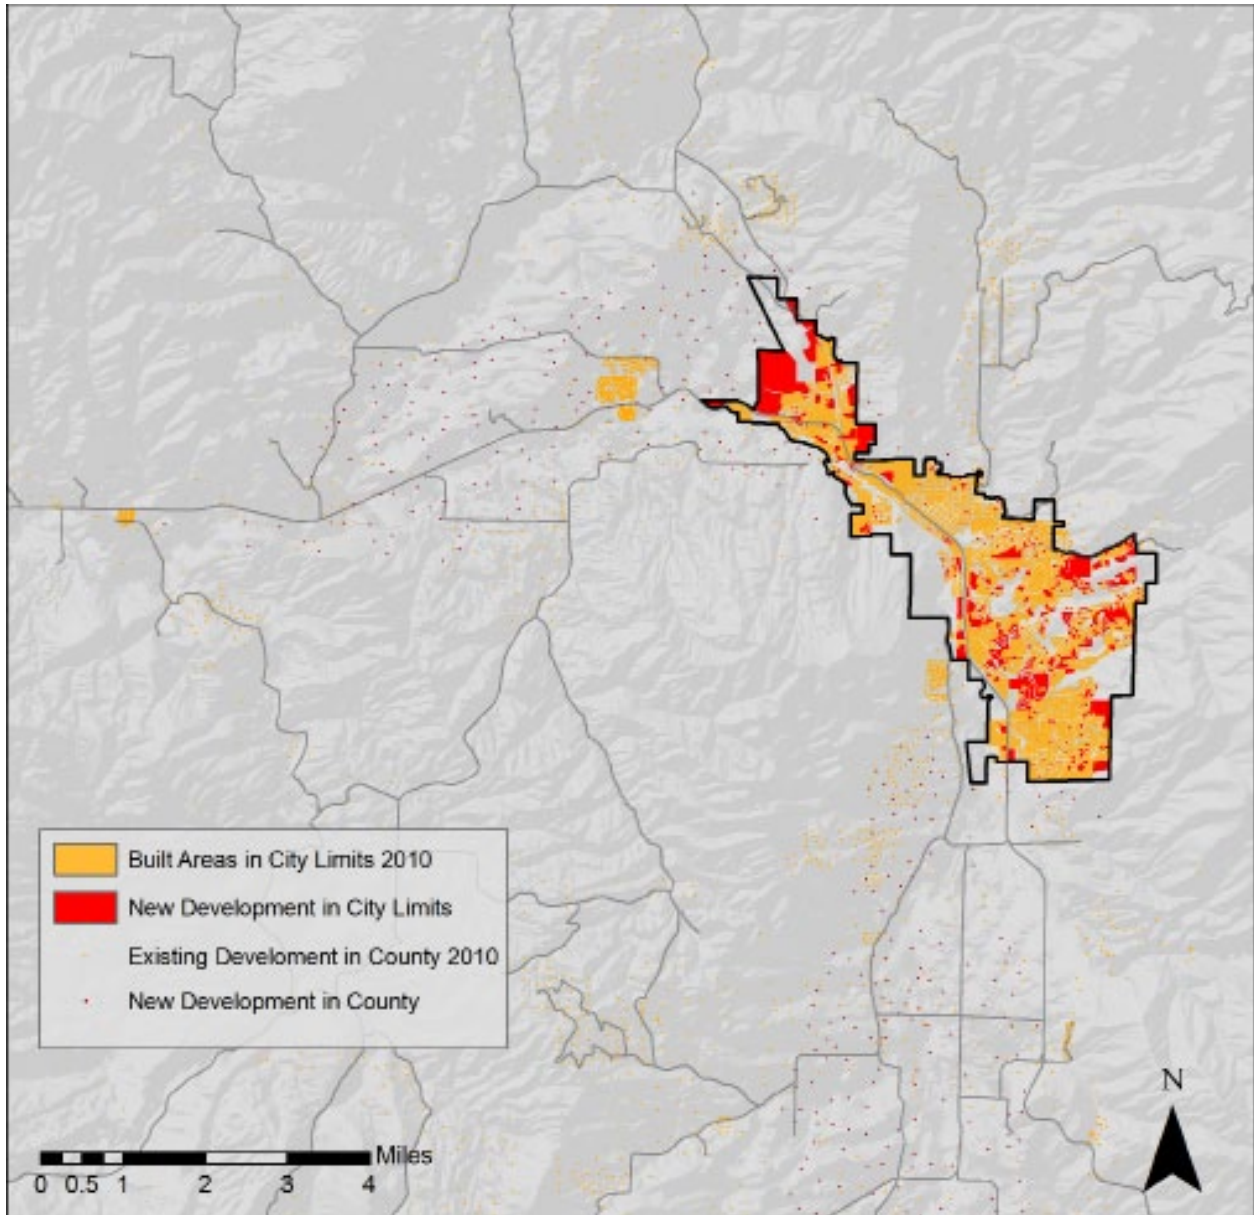 Built Areas in City Limits 2010
New Development in City Limits
Existing Develoment in County 2010
New Development in County
N
Miles
0 0.5 1 2 3 4